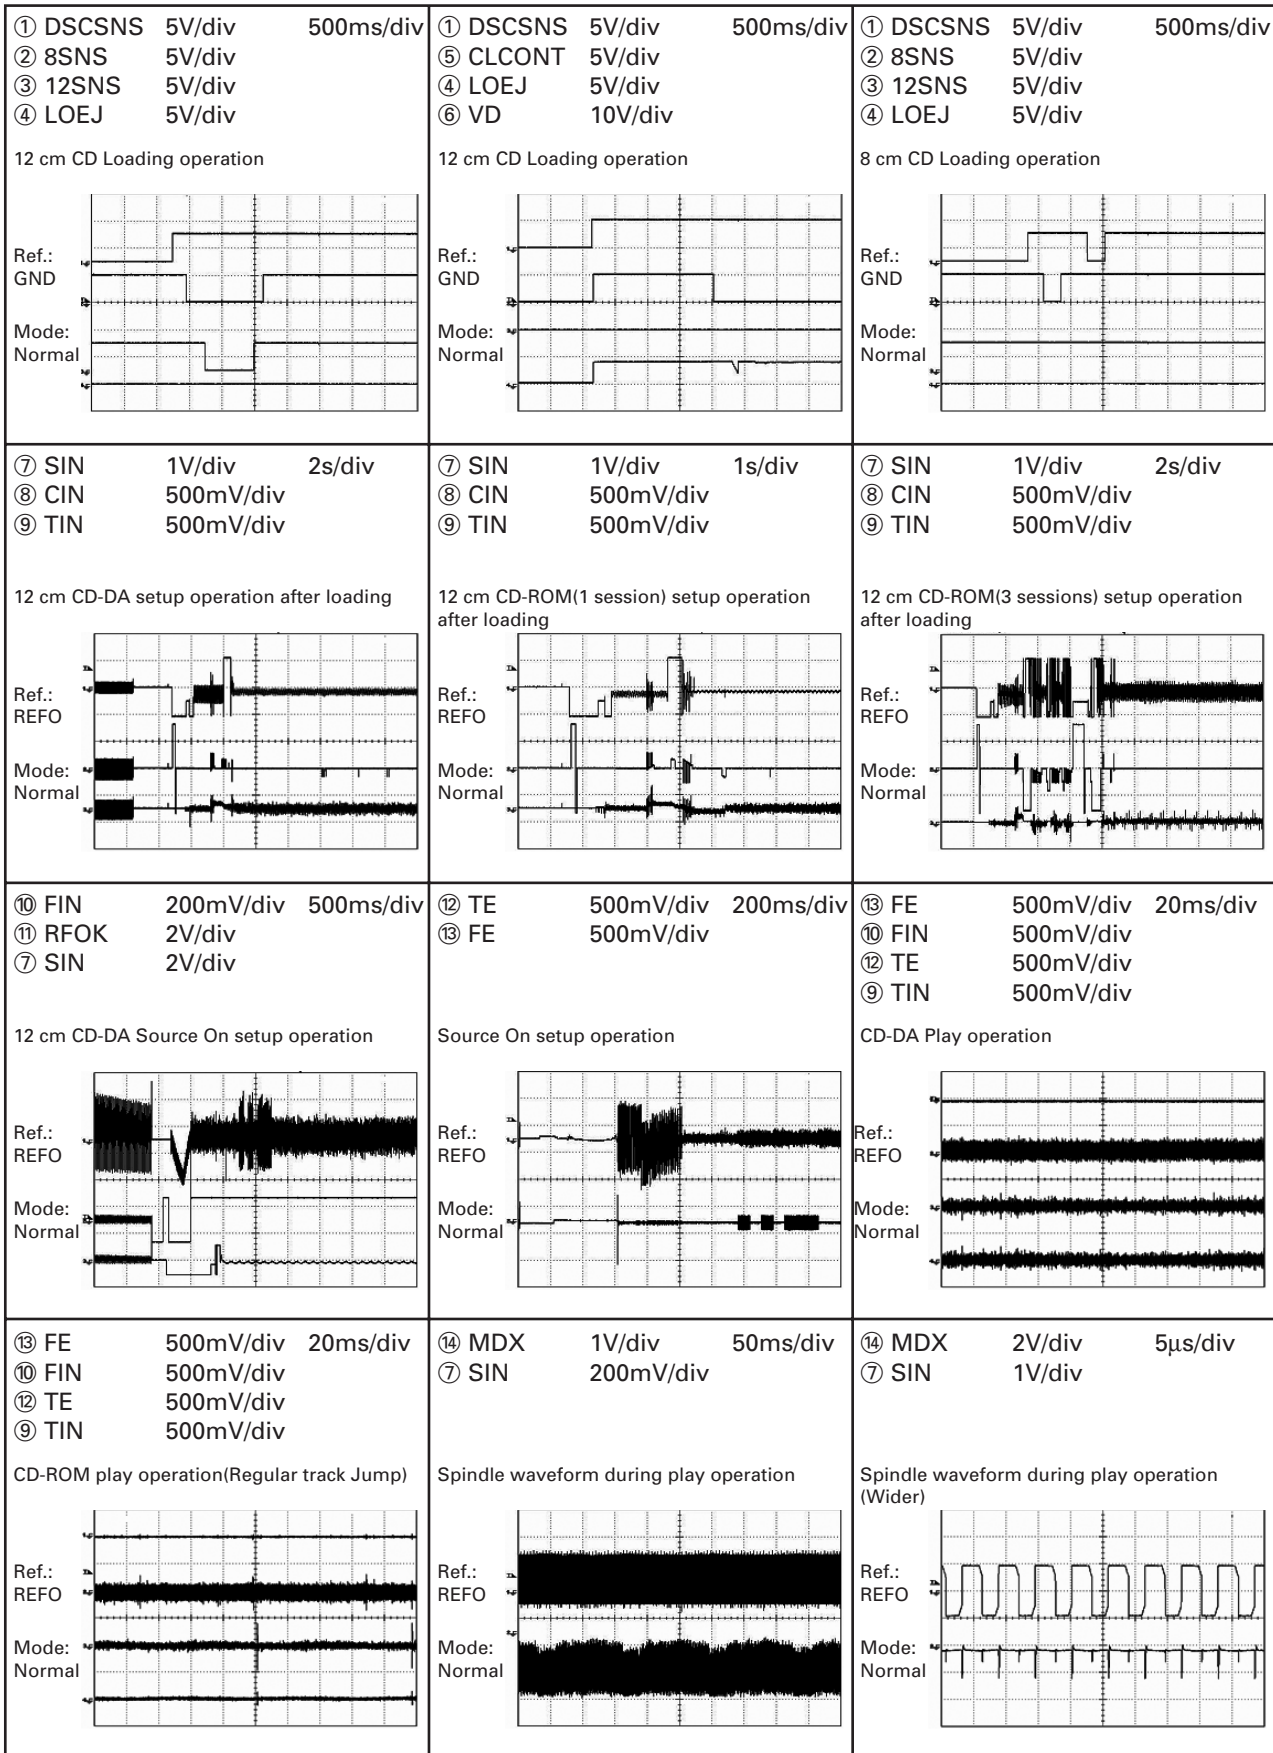 ① DSCSNS 5V/div 500ms/div
② 8SNS 5V/div
③ 12SNS 5V/div
④ LOEJ 5V/div
12 cm CD Loading operation
Ref.:
GND
Mode:
Normal
① DSCSNS 5V/div 500ms/div
⑤ CLCONT 5V/div
④ LOEJ 5V/div
⑥ VD 10V/div
12 cm CD Loading operation
Ref.:
GND
Mode:
Normal
① DSCSNS 5V/div 500ms/div
② 8SNS 5V/div
③ 12SNS 5V/div
④ LOEJ 5V/div
8 cm CD Loading operation
Ref.:
GND
Mode:
Normal
⑦ SIN 1V/div 2s/div
⑧ CIN 500mV/div
⑨ TIN 500mV/div
12 cm CD-DA setup operation after loading
Ref.:
REFO
Mode:
Normal
⑦ SIN 1V/div 1s/div
⑧ CIN 500mV/div
⑨ TIN 500mV/div
12 cm CD-ROM(1 session) setup operation
after loading
Ref.:
REFO
Mode:
Normal
⑦ SIN 1V/div 2s/div
⑧ CIN 500mV/div
⑨ TIN 500mV/div
12 cm CD-ROM(3 sessions) setup operation
after loading
Ref.:
REFO
Mode:
Normal
⑩ FIN 200mV/div 500ms/div
⑪ RFOK 2V/div
⑦ SIN 2V/div
12 cm CD-DA Source On setup operation
Ref.:
REFO
Mode:
Normal
⑫ TE 500mV/div 200ms/div
⑬ FE 500mV/div
Source On setup operation
Ref.:
REFO
Mode:
Normal
⑬ FE 500mV/div 20ms/div
⑩ FIN 500mV/div
⑫ TE 500mV/div
⑨ TIN 500mV/div
CD-DA Play operation
Ref.:
REFO
Mode:
Normal
⑬ FE 500mV/div 20ms/div
⑩ FIN 500mV/div
⑫ TE 500mV/div
⑨ TIN 500mV/div
CD-ROM play operation(Regular track Jump)
Ref.:
REFO
Mode:
Normal
⑭ MDX 1V/div 50ms/div
⑦ SIN 200mV/div
Spindle waveform during play operation
Ref.:
REFO
Mode:
Normal
⑭ MDX 2V/div 5µs/div
⑦ SIN 1V/div
Spindle waveform during play operation
(Wider)
Ref.:
REFO
Mode:
Normal